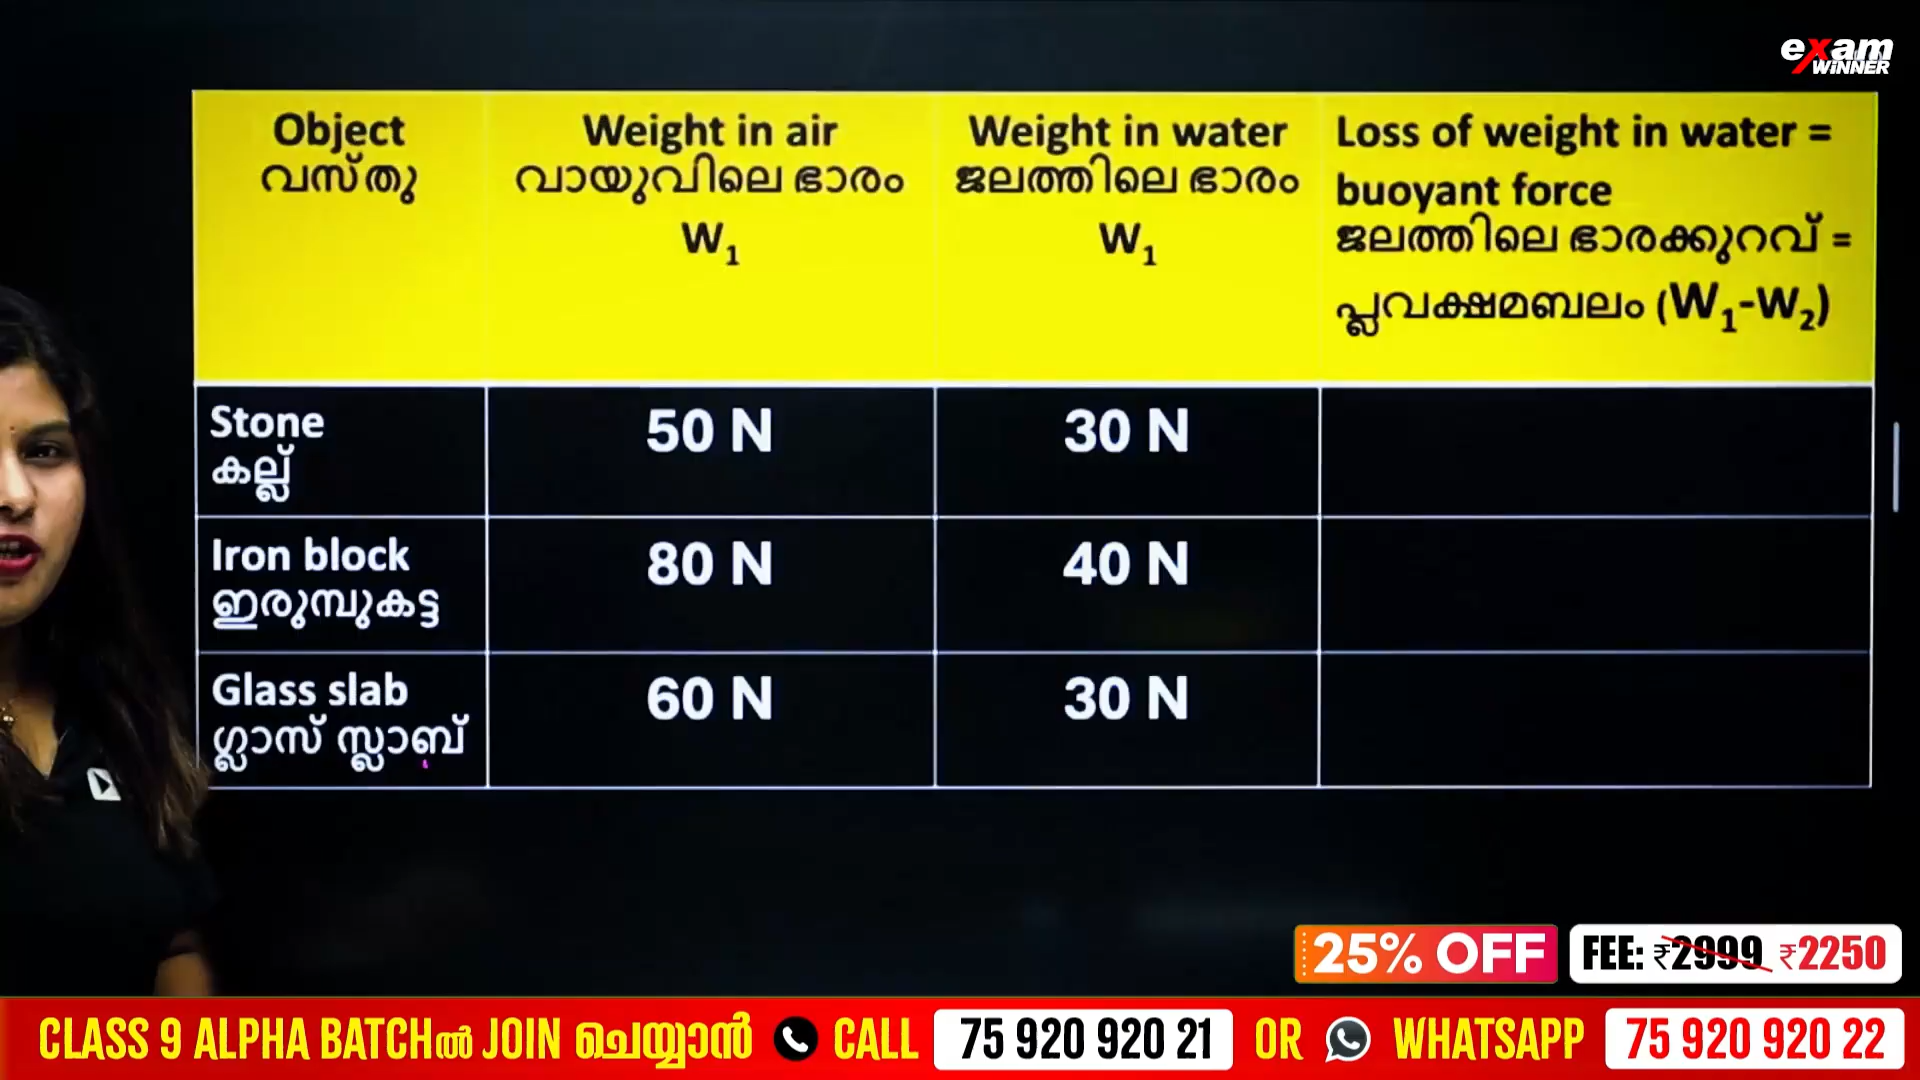 exam
WiNNER
Object
വസ്തു
Weight in air
വായുവിലെ ഭാരം
W₁
Weight in water
ജലത്തിലെ ഭാരം
W₁
Loss of weight in water =
buoyant force
ജലത്തിലെ ഭാരക്കുറവ് =
പ്ലവക്ഷമബലം (W₁-W₂)
Stone
കല്ല്
50 N
30 N
Iron block
ഇരുമ്പുകട്ട
80 N
40 N
Glass slab
ഗ്ലാസ് സ്ലാബ്
60 N
30 N
25% OFF
FEE: ₹2999 ₹2250
CLASS 9 ALPHA BATCHൽ JOIN ചെയ്യാൻ CALL 75 920 920 21 OR WHATSAPP 75 920 920 22